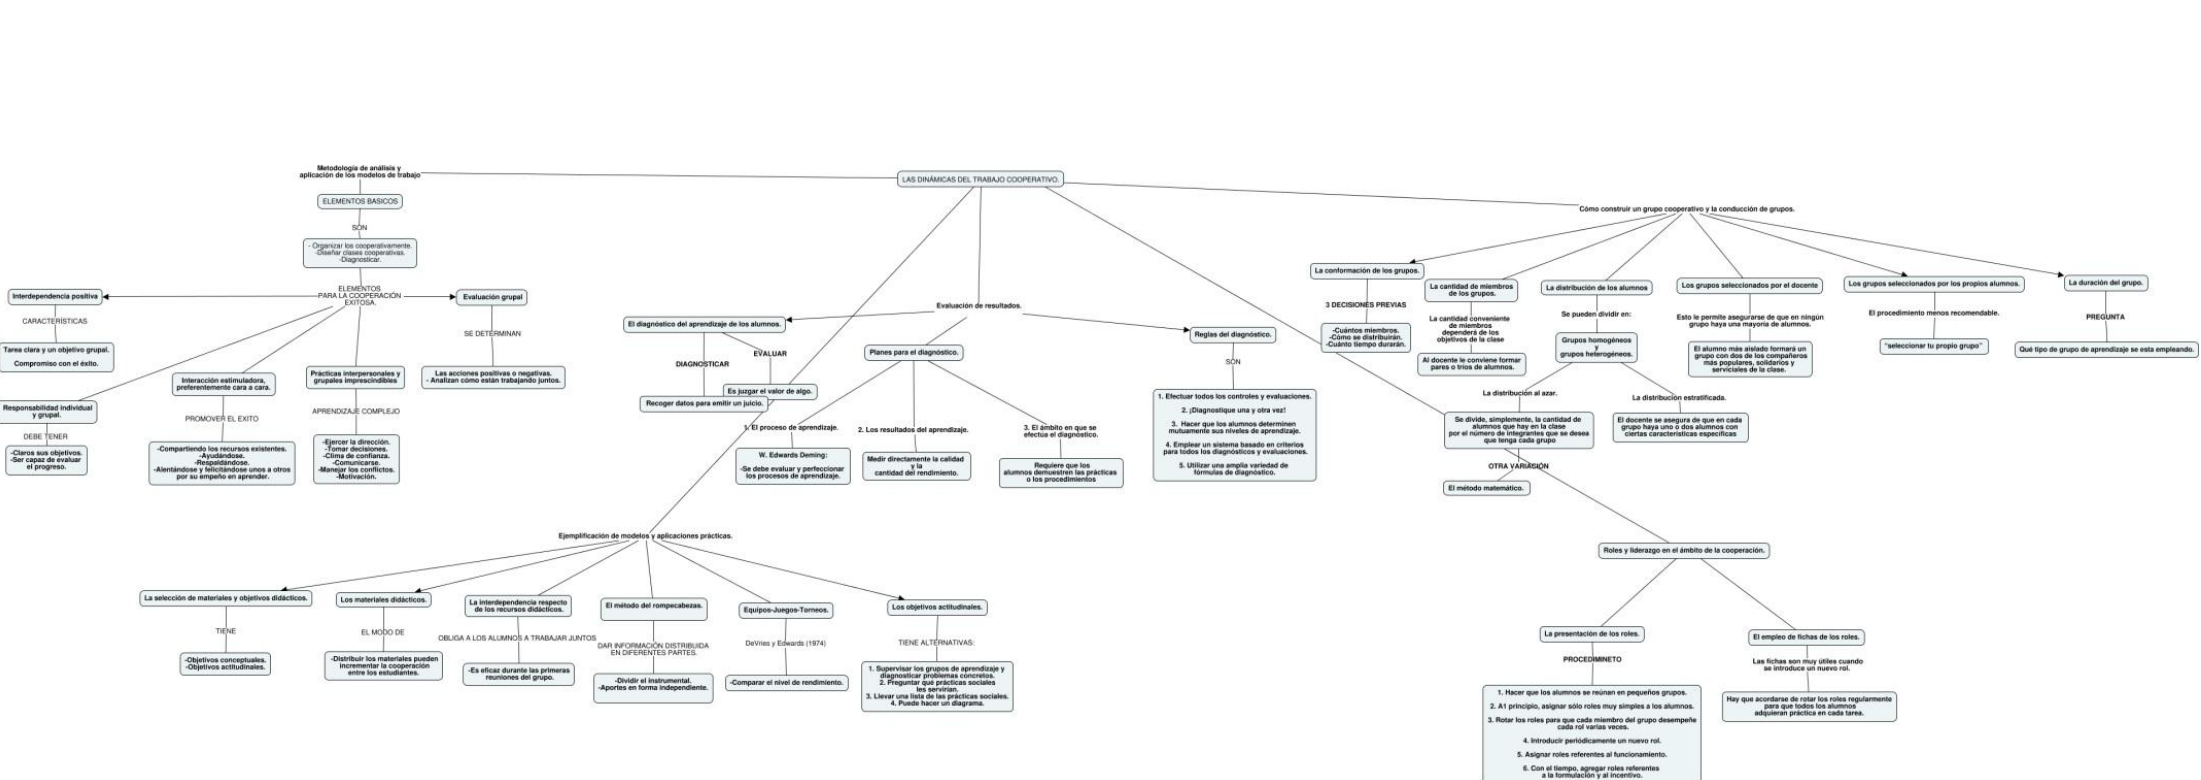 LAS DINÁMICAS DEL TRABAJO COOPERATIVO.
Metodología de análisis y
aplicación de los modelos de trabajo
ELEMENTOS BASICOS
SON
- Organizar los cooperativamente.
-Diseñar clases cooperativas.
-Diagnosticar.
ELEMENTOS
PARA LA COOPERACIÓN
EXITOSA.
Interdependencia positiva
CARACTERÍSTICAS
Tarea clara y un objetivo grupal.
Compromiso con el éxito.
Responsabilidad individual
y grupal.
DEBE TENER
-Claros sus objetivos.
-Ser capaz de evaluar
el progreso.
Interacción estimuladora,
preferentemente cara a cara.
PROMOVER EL EXITO
-Compartiendo los recursos existentes.
-Ayudándose.
-Respaldándose.
-Alentándose y felicitándose unos a otros
por su empeño en aprender.
Prácticas interpersonales y
grupales imprescindibles
APRENDIZAJE COMPLEJO
-Ejercer la dirección.
-Tomar decisiones.
-Clima de confianza.
-Comunicarse.
-Manejar los conflictos.
-Motivación.
Evaluación grupal
SE DETERMINAN
Las acciones positivas o negativas.
- Analizan cómo están trabajando juntos.
Evaluación de resultados.
El diagnóstico del aprendizaje de los alumnos.
DIAGNOSTICAR
Recoger datos para emitir un juicio.
EVALUAR
Es juzgar el valor de algo.
Planes para el diagnóstico.
1. El proceso de aprendizaje.
W. Edwards Deming:
-Se debe evaluar y perfeccionar
los procesos de aprendizaje.
2. Los resultados del aprendizaje.
Medir directamente la calidad
y la
cantidad del rendimiento.
3. El ámbito en que se
efectúa el diagnóstico.
Requiere que los
alumnos demuestren las prácticas
o los procedimientos
Reglas del diagnóstico.
SON
1. Efectuar todos los controles y evaluaciones.
2. ¡Diagnostique una y otra vez!
3. Hacer que los alumnos determinen
mutuamente sus niveles de aprendizaje.
4. Emplear un sistema basado en criterios
para todos los diagnósticos y evaluaciones.
5. Utilizar una amplia variedad de
fórmulas de diagnóstico.
Cómo construir un grupo cooperativo y la conducción de grupos.
La conformación de los grupos.
3 DECISIONES PREVIAS
-Cuántos miembros.
-Cómo se distribuirán.
-Cuánto tiempo durarán.
La cantidad de miembros
de los grupos.
La cantidad conveniente
de miembros
dependerá de los
objetivos de la clase
Al docente le conviene formar
pares o tríos de alumnos.
La distribución de los alumnos
Se pueden dividir en:
Grupos homogéneos
y
grupos heterogéneos.
La distribución al azar.
Se divide, simplemente, la cantidad de
alumnos que hay en la clase
por el número de integrantes que se desea
que tenga cada grupo
OTRA VARIACIÓN
El método matemático.
La distribución estratificada.
El docente se asegura de que en cada
grupo haya uno o dos alumnos con
ciertas características específicas
Los grupos seleccionados por el docente
Esto le permite asegurarse de que en ningún
grupo haya una mayoría de alumnos.
El alumno más aislado formará un
grupo con dos de los compañeros
más populares, solidarios y
serviciales de la clase.
Los grupos seleccionados por los propios alumnos.
El procedimiento menos recomendable.
"seleccionar tu propio grupo"
La duración del grupo.
PREGUNTA
Qué tipo de grupo de aprendizaje se esta empleando.
Ejemplificación de modelos y aplicaciones prácticas.
La selección de materiales y objetivos didácticos.
TIENE
-Objetivos conceptuales.
-Objetivos actitudinales.
Los materiales didácticos.
EL MODO DE
-Distribuir los materiales pueden
incrementar la cooperación
entre los estudiantes.
La interdependencia respecto
de los recursos didácticos.
OBLIGA A LOS ALUMNOS A TRABAJAR JUNTOS
-Es eficaz durante las primeras
reuniones del grupo.
El método del rompecabezas.
DAR INFORMACIÓN DISTRIBUIDA
EN DIFERENTES PARTES.
-Dividir el instrumental.
-Aportes en forma independiente.
Equipos-Juegos-Torneos.
DeVries y Edwards (1974)
-Comparar el nivel de rendimiento.
Los objetivos actitudinales.
TIENE ALTERNATIVAS:
1. Supervisar los grupos de aprendizaje y
diagnosticar problemas concretos.
2. Preguntar qué prácticas sociales
les servirían.
3. Llevar una lista de las prácticas sociales.
4. Puede hacer un diagrama.
Roles y liderazgo en el ámbito de la cooperación.
La presentación de los roles.
PROCEDIMINETO
1. Hacer que los alumnos se reúnan en pequeños grupos.
2. A1 principio, asignar sólo roles muy simples a los alumnos.
3. Rotar los roles para que cada miembro del grupo desempeñe
cada rol varias veces.
4. Introducir periódicamente un nuevo rol.
5. Asignar roles referentes al funcionamiento.
6. Con el tiempo, agregar roles referentes
a la formulación y al incentivo.
El empleo de fichas de los roles.
Las fichas son muy útiles cuando
se introduce un nuevo rol.
Hay que acordarse de rotar los roles regularmente
para que todos los alumnos
adquieran práctica en cada tarea.